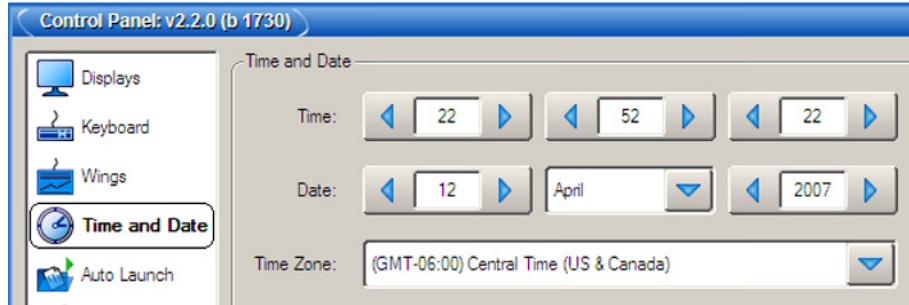 Control Panel: v2.2.0 (b 1730)
Displays
Keyboard
Wings
Time and Date
Auto Launch
Time and Date
Time: 22 52 22
Date: 12 April 2007
Time Zone: (GMT-06:00) Central Time (US & Canada)